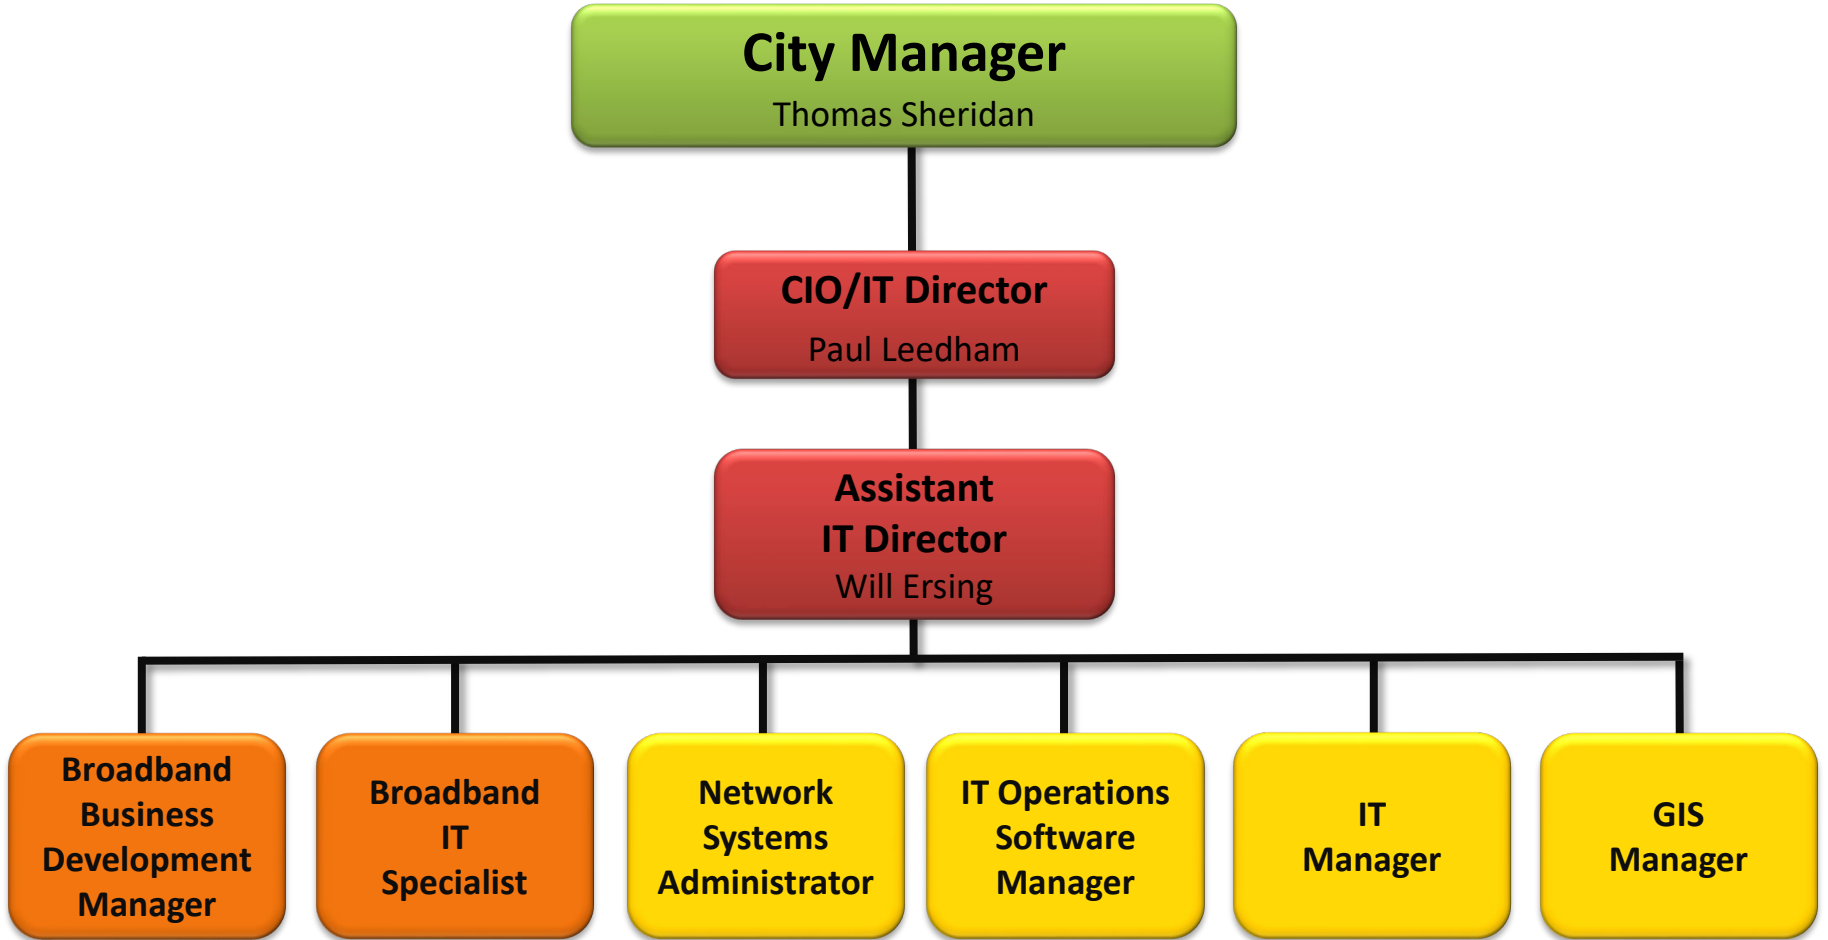 City Manager
Thomas Sheridan
CIO/IT Director
Paul Leedham
Assistant
IT Director
Will Ersing
Broadband
Business
Development
Manager
Broadband
IT
Specialist
Network
Systems
Administrator
IT Operations
Software
Manager
IT
Manager
GIS
Manager